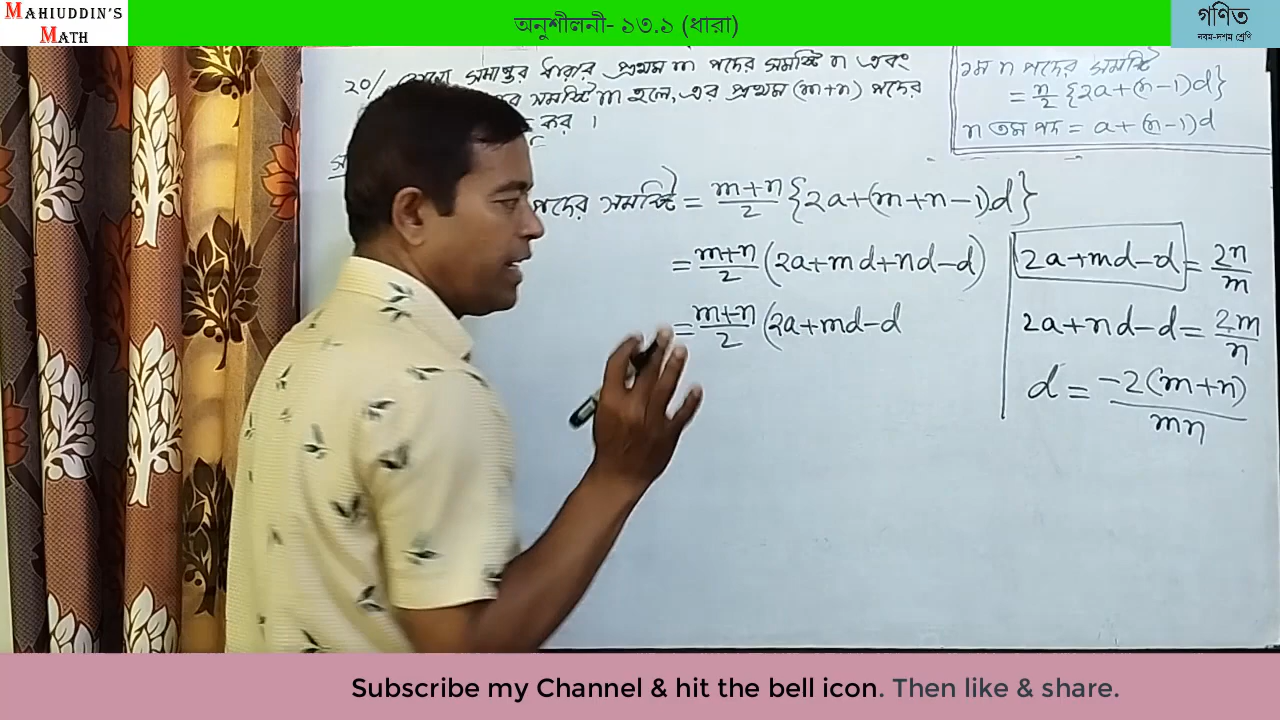 MAHIUDDIN'S
MATH
অনুশীলনী- ১৩.১ (ধারা)
গণিত
নবম-দশম শ্রেণি
২০/ সমান্তর ধারার প্রথম m পদের সমষ্টি n এবং
সমষ্টি m হলে, এর প্রথম (m+n) পদের
কর ।
১ম n পদের সমষ্টি
= n/2 {2a+(n-1)d}
n তম পদ = a+(n-1)d
পদের সমষ্টি = m+n/2 {2a+(m+n-1)d}
= m+n/2 (2a+md+nd-d)
= m+n/2 (2a+md-d
2a+md-d = 2n/m
2a+nd-d = 2m/n
d = -2(m+n)/mn
Subscribe my Channel & hit the bell icon. Then like & share.